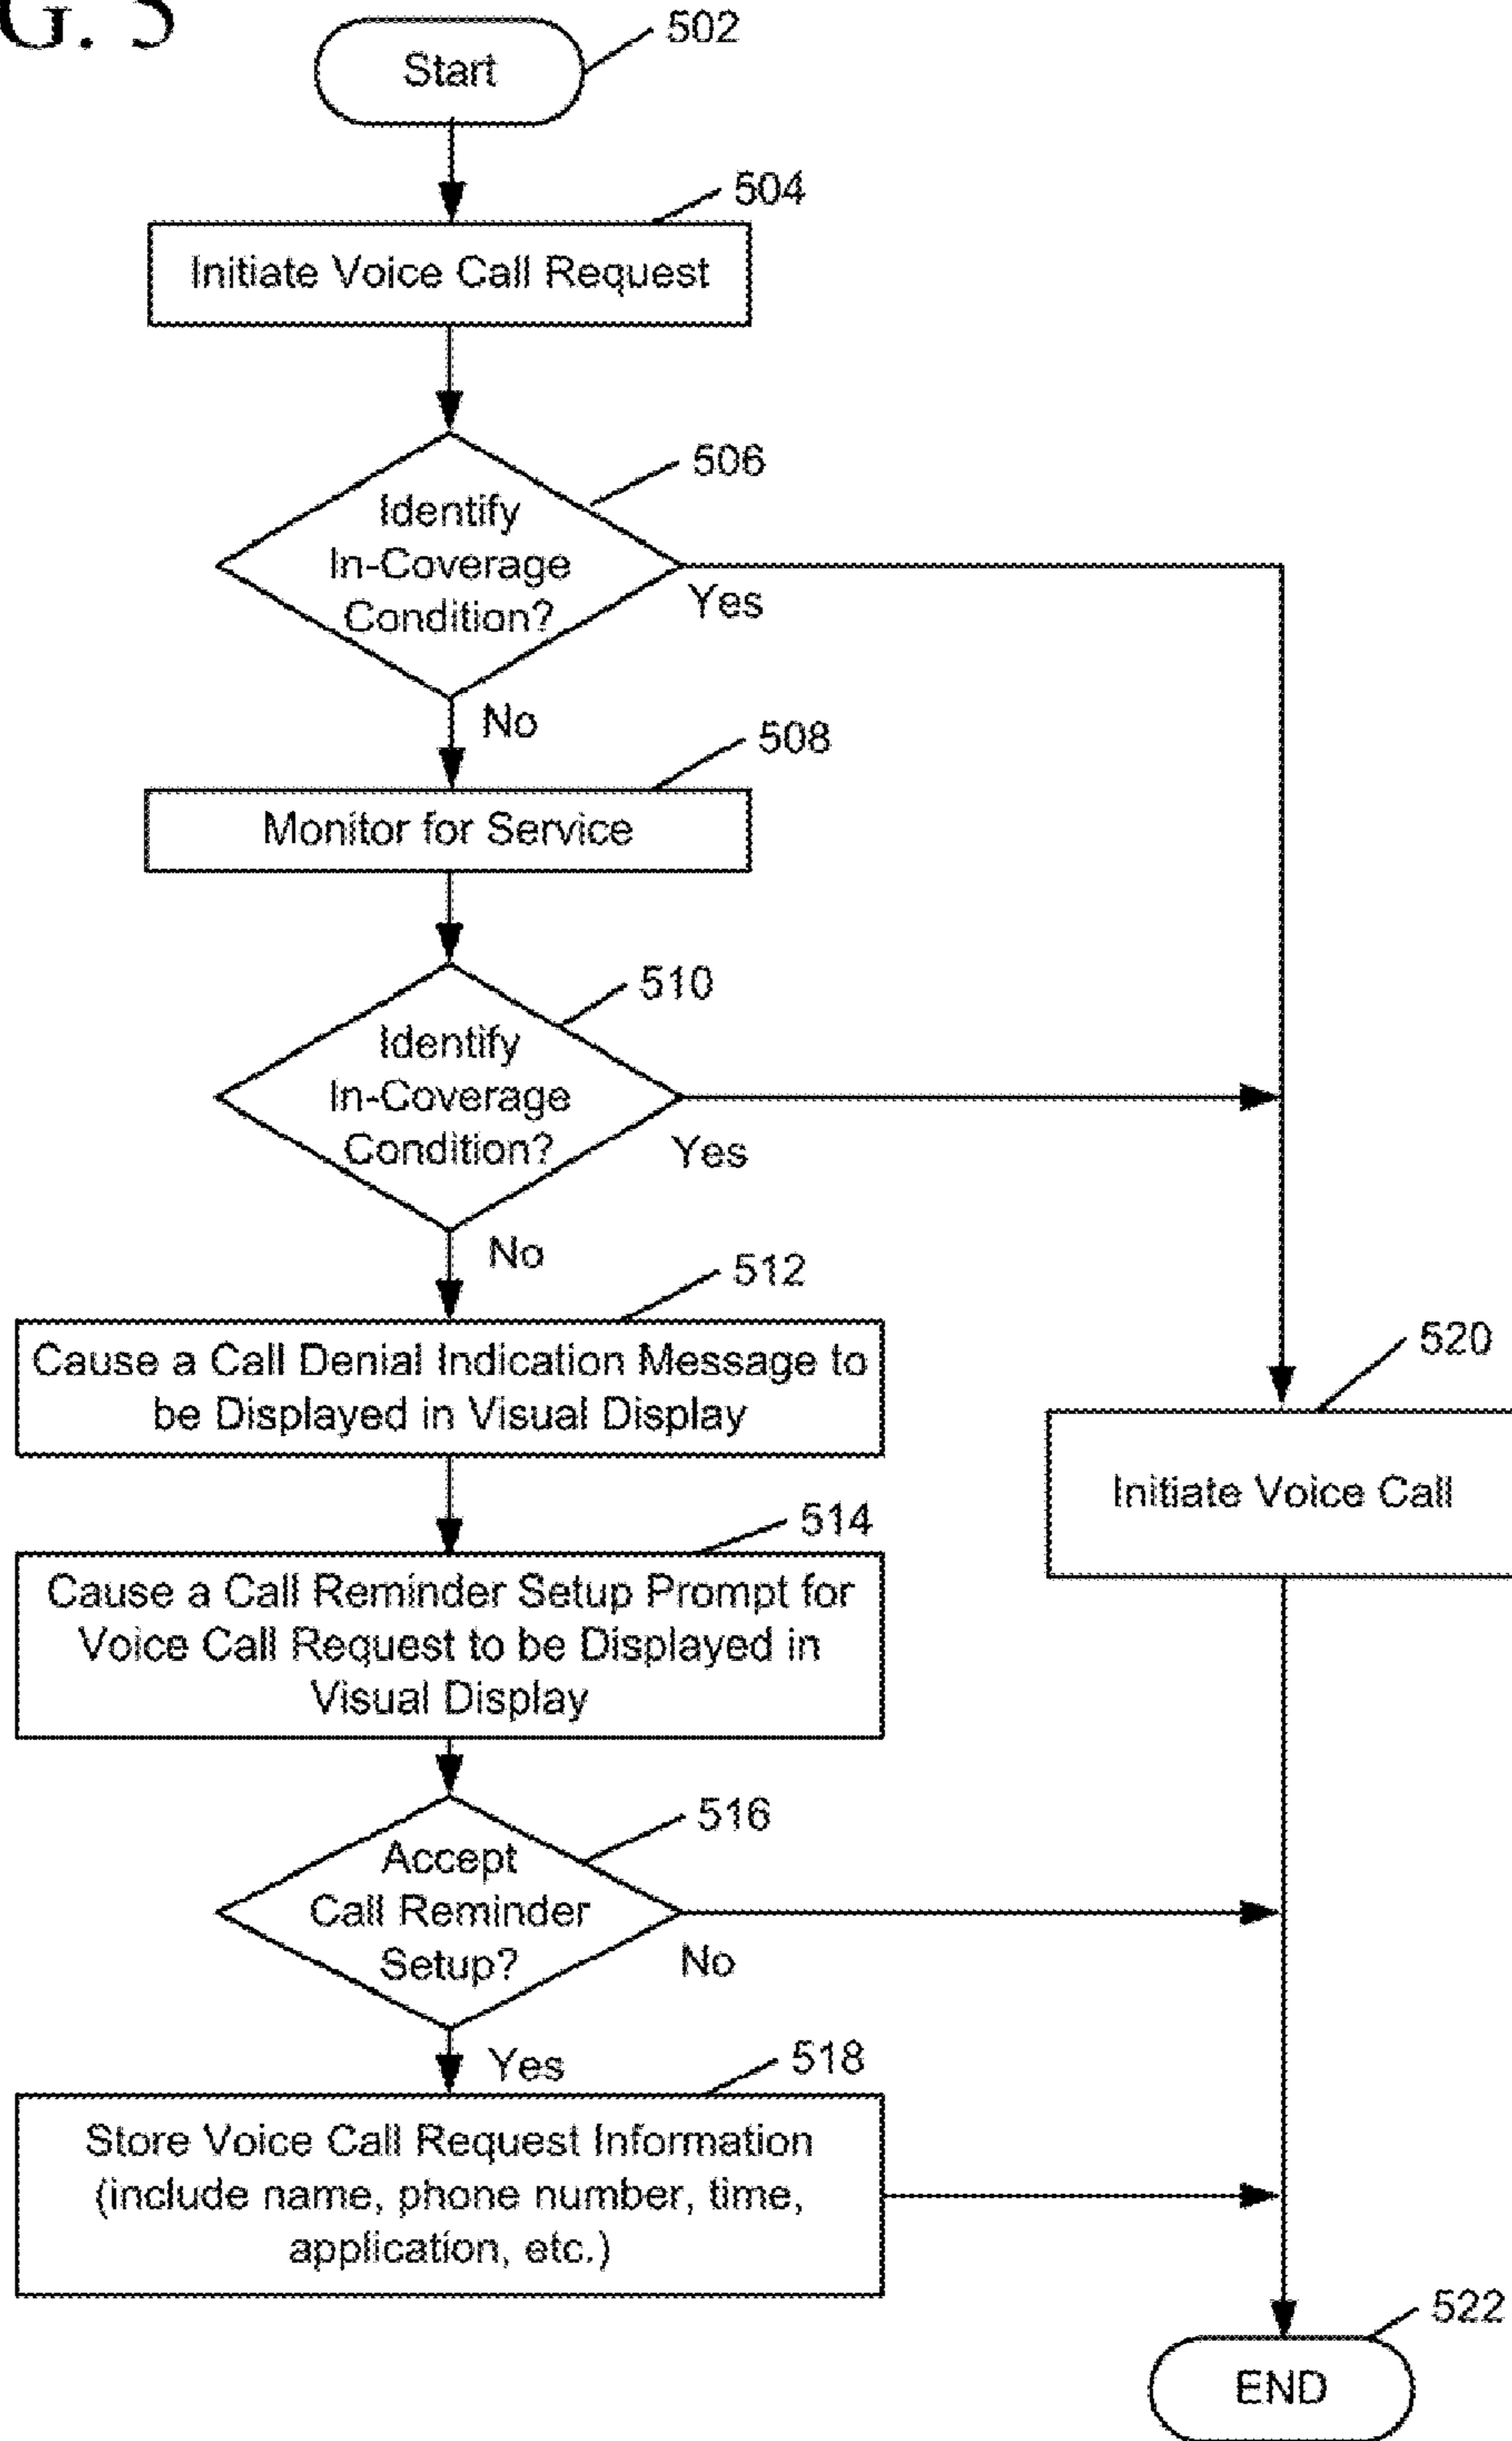 G. 5
502
Start
504
Initiate Voice Call Request
506
Identify
In-Coverage
Condition?
Yes
No
508
Monitor for Service
510
Identify
In-Coverage
Condition?
Yes
No
512
Cause a Call Denial Indication Message to
be Displayed in Visual Display
520
Initiate Voice Call
514
Cause a Call Reminder Setup Prompt for
Voice Call Request to be Displayed in
Visual Display
516
Accept
Call Reminder
Setup?
No
Yes
518
Store Voice Call Request Information
(include name, phone number, time,
application, etc.)
522
END